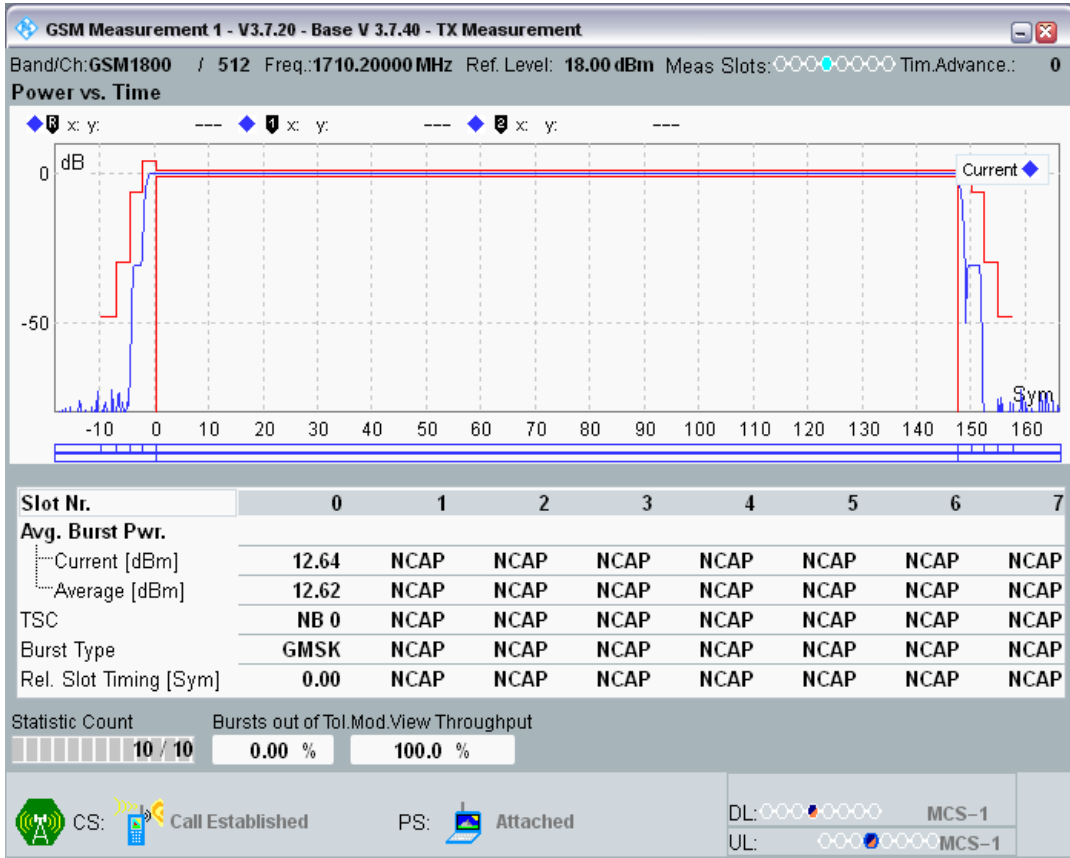 GSM Measurement 1 - V3.7.20 - Base V 3.7.40 - TX Measurement
Band/Ch:GSM1800 / 512 Freq.:1710.20000 MHz Ref. Level: 18.00 dBm Meas Slots: Tim.Advance.: 0
Power vs. Time
R x: y: --- 1 x: y: --- 2 x: y: ---
dB
Current
0
-50
Sym
-10 0 10 20 30 40 50 60 70 80 90 100 110 120 130 140 150 160
Slot Nr. 0 1 2 3 4 5 6 7
Avg. Burst Pwr.
Current [dBm] 12.64 NCAP NCAP NCAP NCAP NCAP NCAP NCAP
Average [dBm] 12.62 NCAP NCAP NCAP NCAP NCAP NCAP NCAP
TSC NB 0 NCAP NCAP NCAP NCAP NCAP NCAP NCAP
Burst Type GMSK NCAP NCAP NCAP NCAP NCAP NCAP NCAP
Rel. Slot Timing [Sym] 0.00 NCAP NCAP NCAP NCAP NCAP NCAP NCAP
Statistic Count Bursts out of Tol. Mod.View Throughput
10 / 10 0.00 % 100.0 %
CS: Call Established PS: Attached
DL: MCS-1
UL: MCS-1